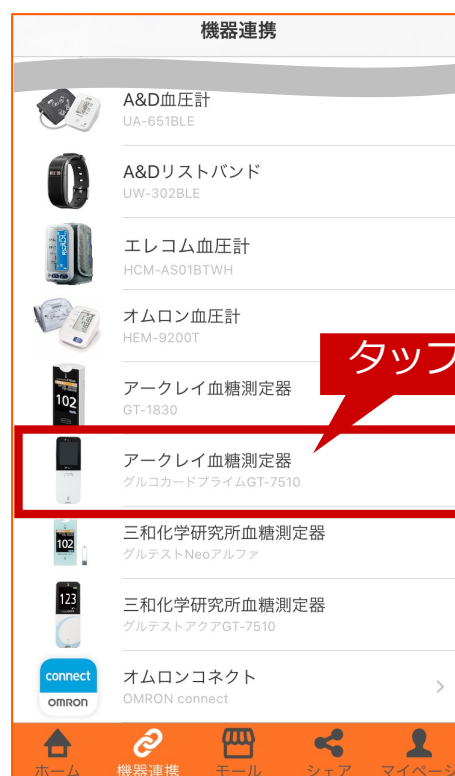 機器連携
A&D血圧計
UA-651BLE
A&Dリストバンド
UW-302BLE
エレコム血圧計
HCM-AS01BTWH
オムロン血圧計
HEM-9200T
タップ
アークレイ血糖測定器
GT-1830
102
アークレイ血糖測定器
グルコカードプライムGT-7510
三和化学研究所血糖測定器
グルテストNeoアルファ
102
三和化学研究所血糖測定器
グルテストアクアGT-7510
123
connect
OMRON
オムロンコネクト
OMRON connect
ホーム
機器連携
モール
シェア
マイページ